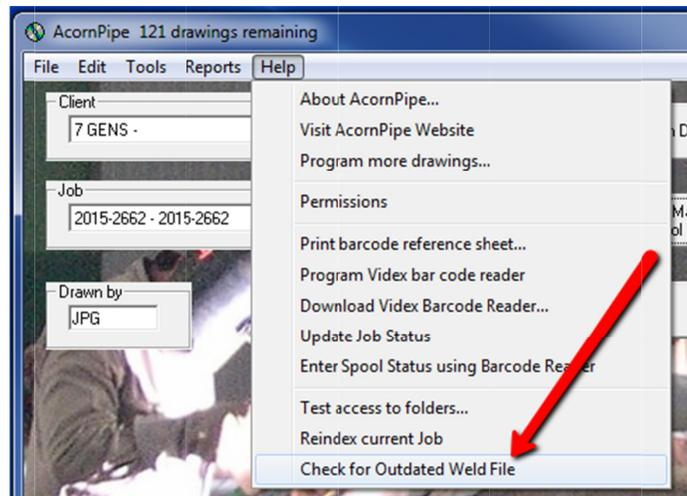 AcornPipe 121 drawings remaining
File Edit Tools Reports Help
Client
7 GENS -
Job
2015-2662 - 2015-2662
Drawn by
JPG
About AcornPipe...
Visit AcornPipe Website
Program more drawings...
Permissions
Print barcode reference sheet...
Program Videx bar code reader
Download Videx Barcode Reader...
Update Job Status
Enter Spool Status using Barcode Reader
Test access to folders...
Reindex current Job
Check for Outdated Weld File